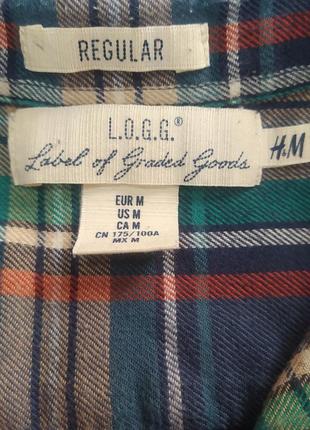 REGULAR
L.O.G.G.®
Label of Graded Goods
H.M
EUR M
US M
CA M
CN 175/100A
MX M